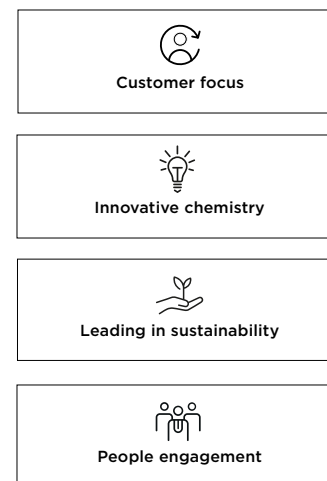 Customer focus
Innovative chemistry
Leading in sustainability
People engagement